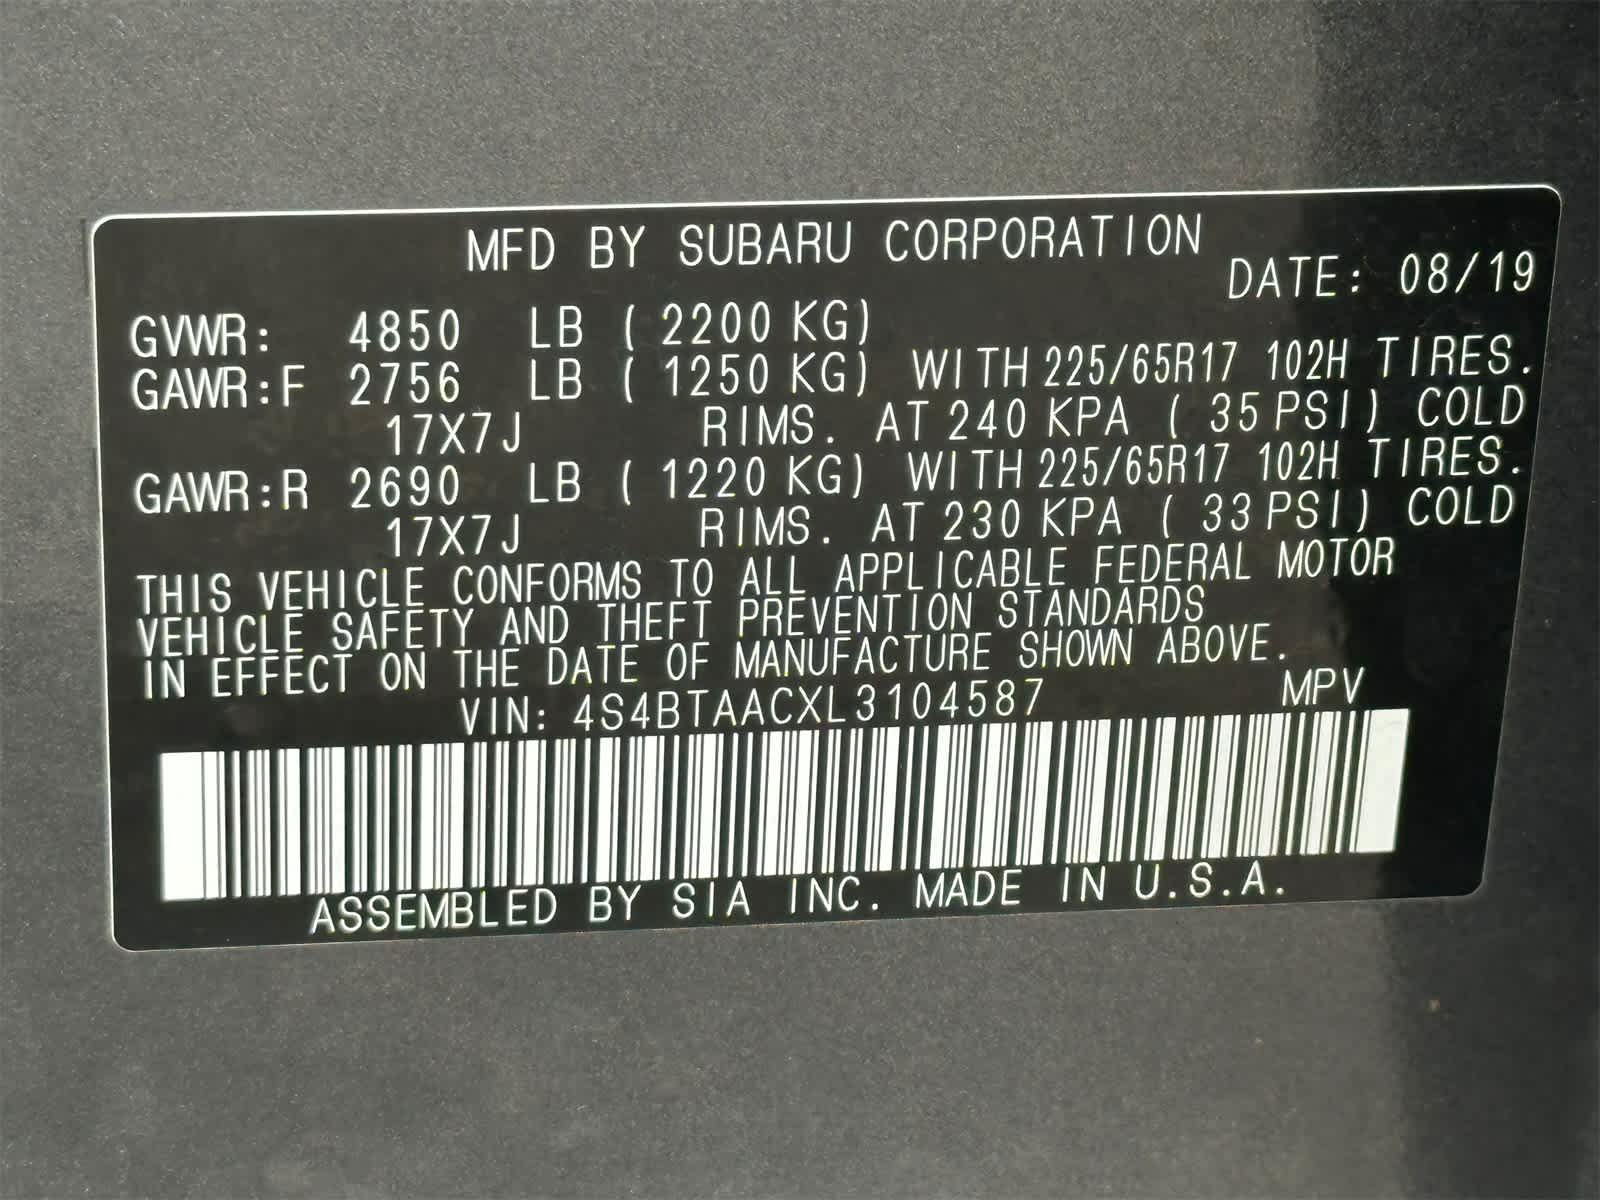 MFD BY SUBARU CORPORATION
DATE: 08/19
GVWR: 4850 LB ( 2200 KG)
GAWR:F 2756 LB ( 1250 KG) WITH 225/65R17 102H TIRES.
17X7J RIMS. AT 240 KPA ( 35 PSI) COLD
GAWR:R 2690 LB ( 1220 KG) WITH 225/65R17 102H TIRES.
17X7J RIMS. AT 230 KPA ( 33 PSI) COLD
THIS VEHICLE CONFORMS TO ALL APPLICABLE FEDERAL MOTOR
VEHICLE SAFETY AND THEFT PREVENTION STANDARDS
IN EFFECT ON THE DATE OF MANUFACTURE SHOWN ABOVE.
VIN: 4S4BTAACXL3104587 MPV
ASSEMBLED BY SIA INC. MADE IN U.S.A.